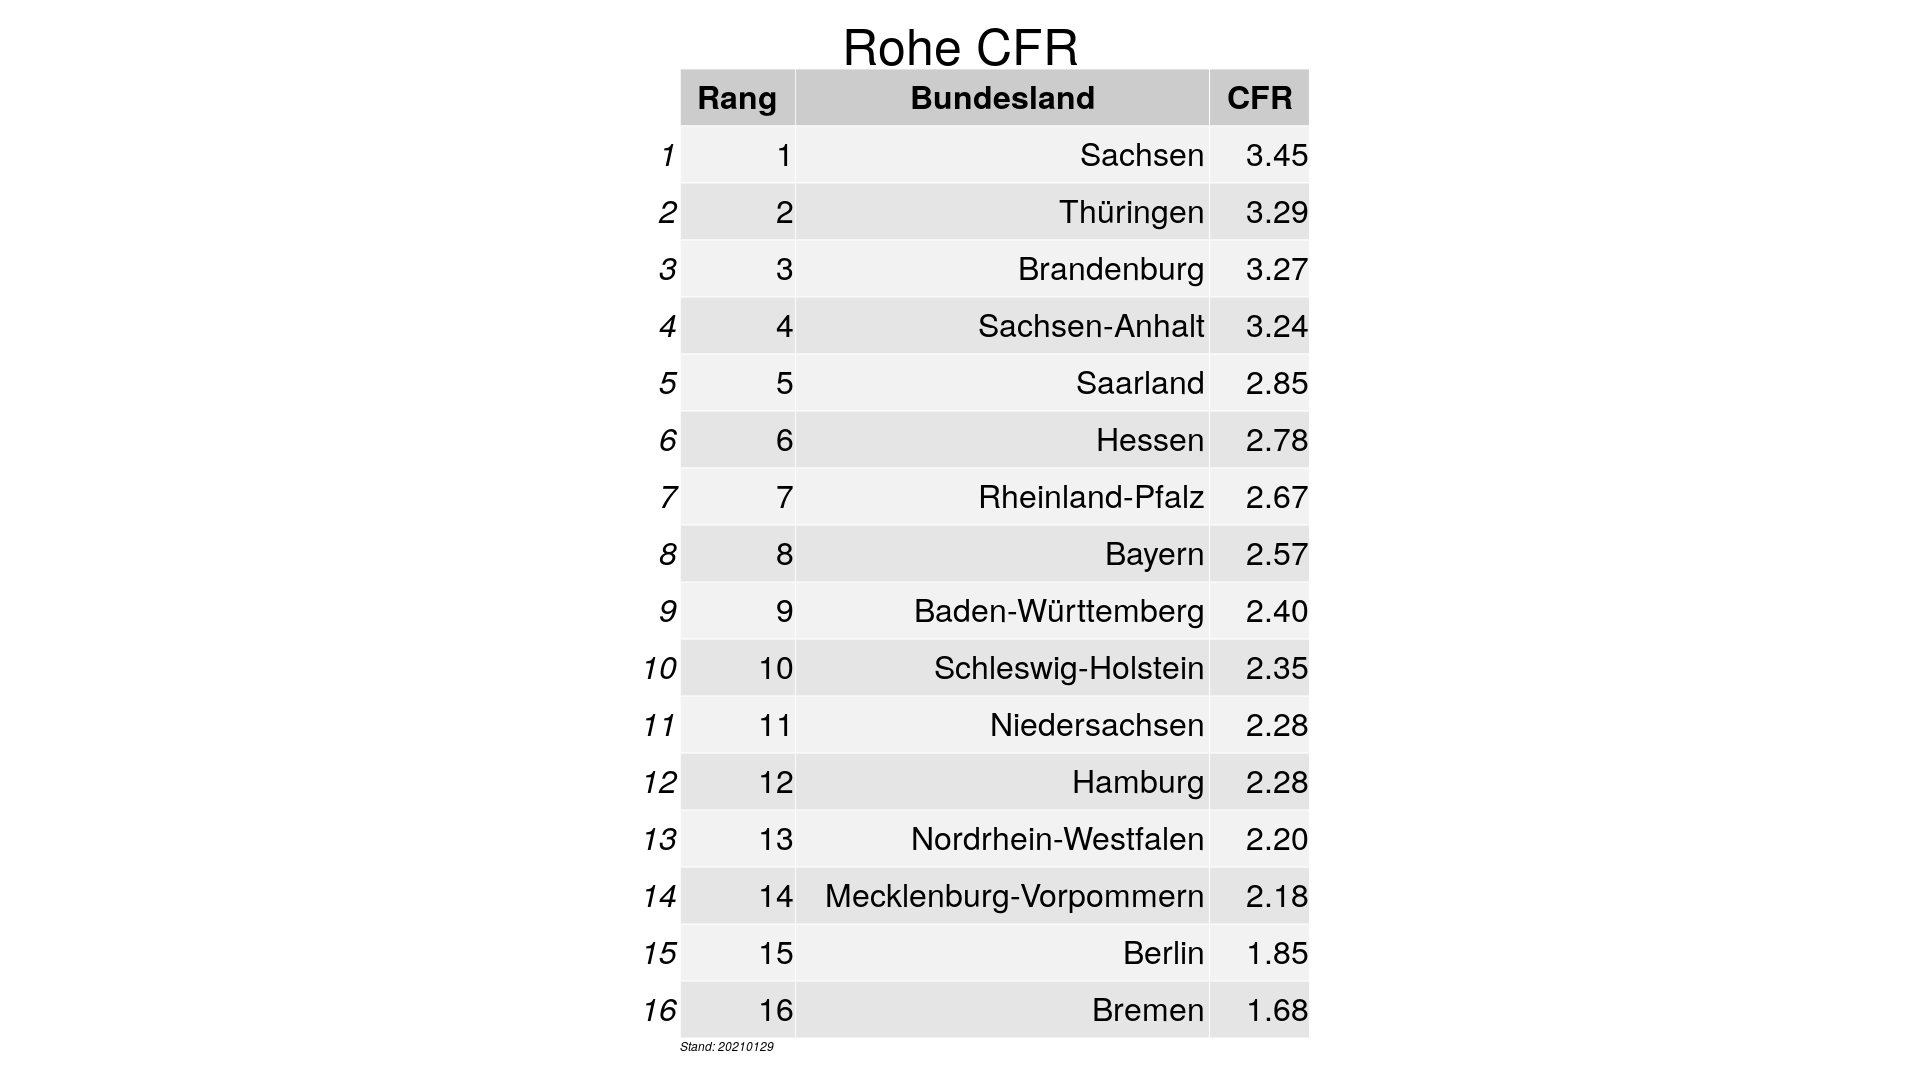 Rohe CFR
Rang Bundesland CFR
1 1 Sachsen 3.45
2 2 Thüringen 3.29
3 3 Brandenburg 3.27
4 4 Sachsen-Anhalt 3.24
5 5 Saarland 2.85
6 6 Hessen 2.78
7 7 Rheinland-Pfalz 2.67
8 8 Bayern 2.57
9 9 Baden-Württemberg 2.40
10 10 Schleswig-Holstein 2.35
11 11 Niedersachsen 2.28
12 12 Hamburg 2.28
13 13 Nordrhein-Westfalen 2.20
14 14 Mecklenburg-Vorpommern 2.18
15 15 Berlin 1.85
16 16 Bremen 1.68
Stand: 20210129